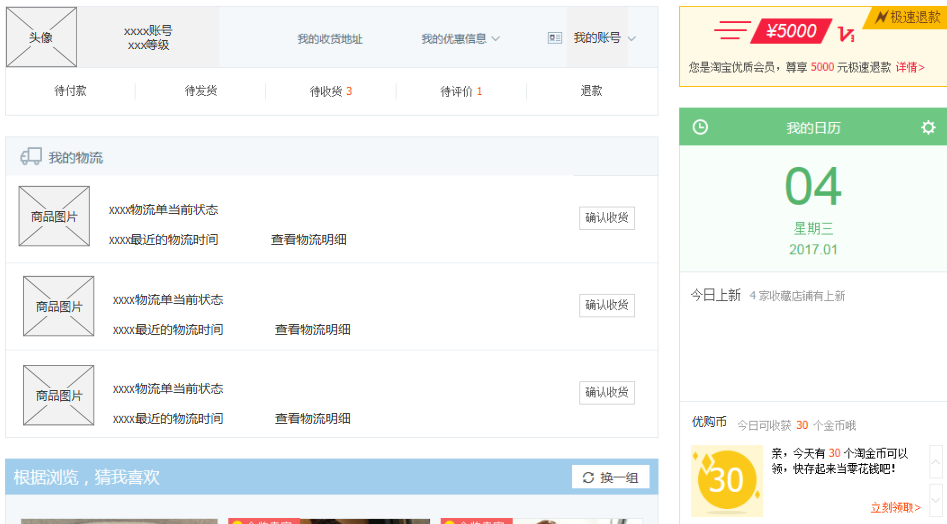 头像
xxxx账号
xxx等级
我的收货地址
我的优惠信息
我的账号
待付款
待发货
待收货 3
待评价 1
退款
我的物流
商品图片
xxxx物流单当前状态
xxxx最近的物流时间
查看物流明细
确认收货
商品图片
xxxx物流单当前状态
xxxx最近的物流时间
查看物流明细
确认收货
商品图片
xxxx物流单当前状态
xxxx最近的物流时间
查看物流明细
确认收货
根据浏览，猜我喜欢
换一组
极速退款
¥5000
V3
您是淘宝优质会员，尊享 5000 元极速退款 详情>
我的日历
04
星期三
2017.01
今日上新 4 家收藏店铺有上新
优购币 今日可收获 30 个金币哦
30
亲，今天有 30 个淘金币可以
领，快存起来当零花钱吧！
立刻领取>